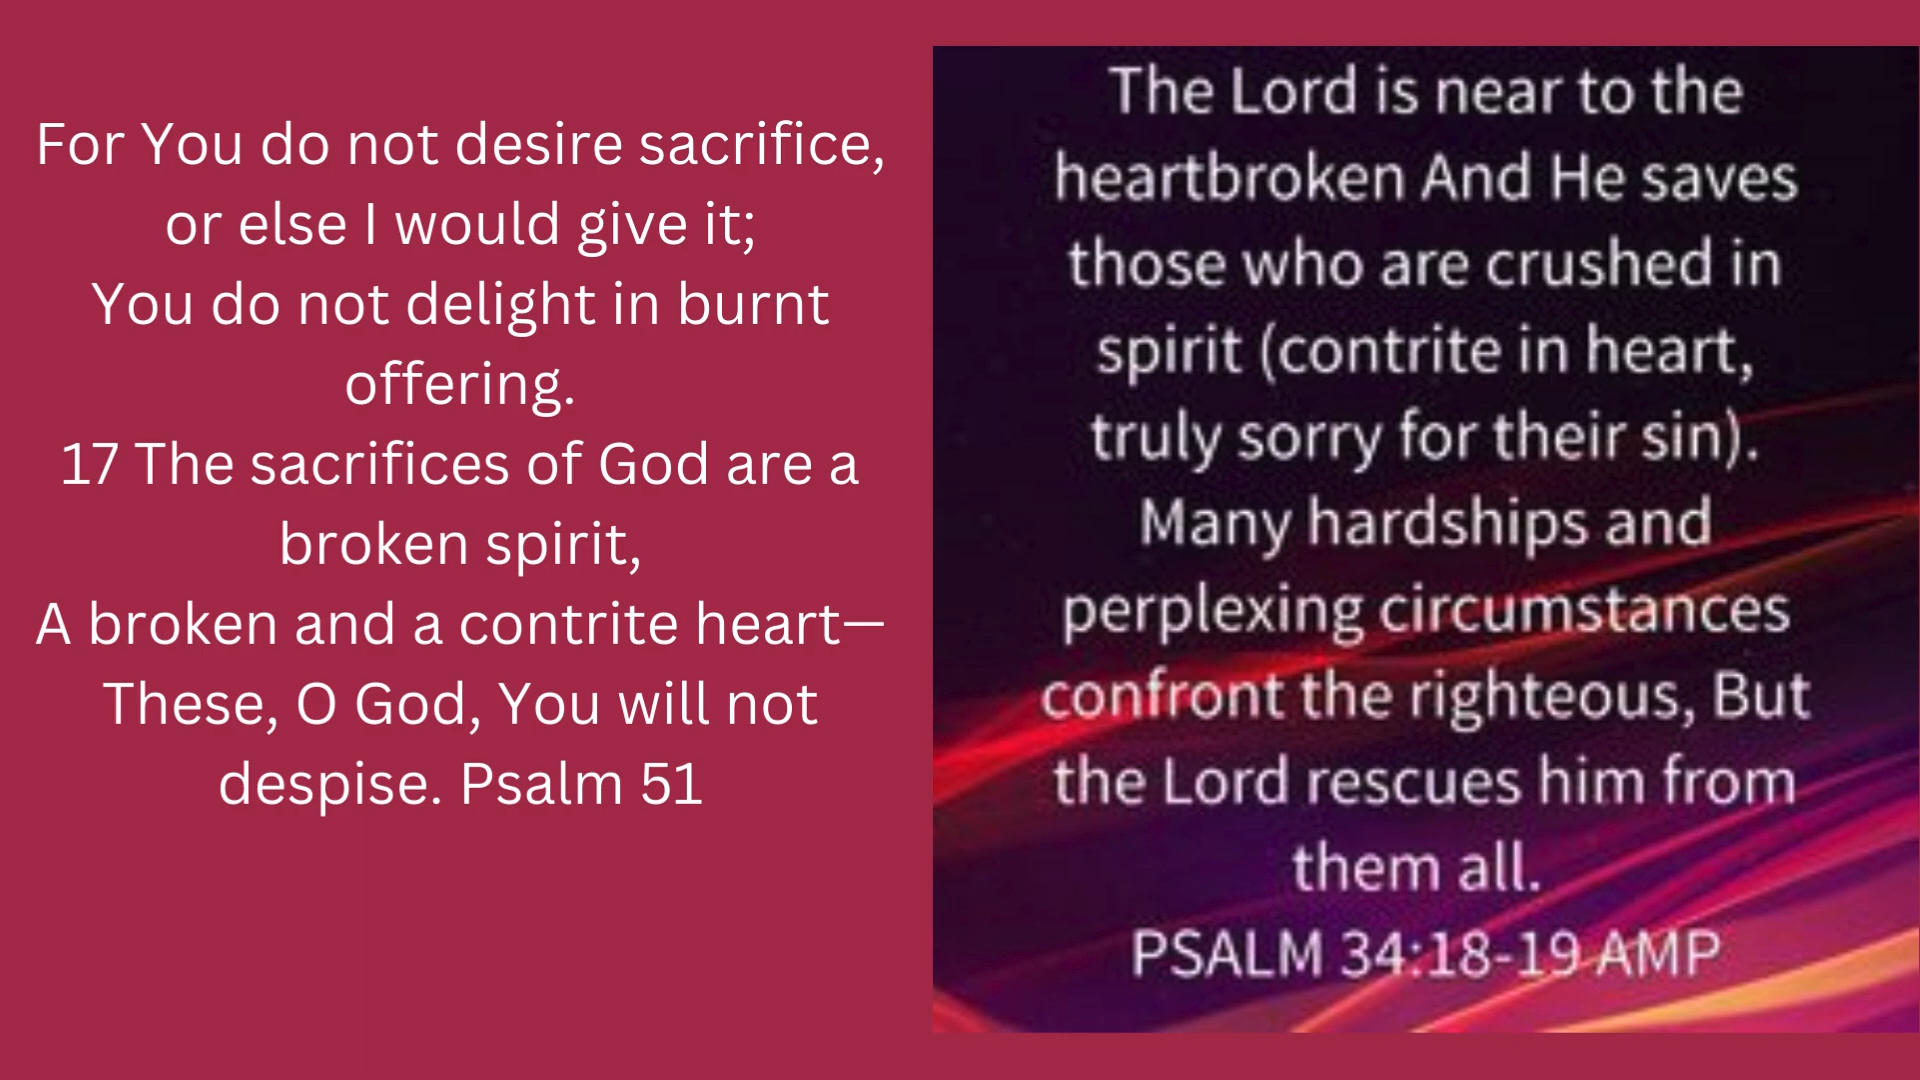 For You do not desire sacrifice,
or else I would give it;
You do not delight in burnt
offering.
17 The sacrifices of God are a
broken spirit,
A broken and a contrite heart—
These, O God, You will not
despise. Psalm 51
The Lord is near to the
heartbroken And He saves
those who are crushed in
spirit (contrite in heart,
truly sorry for their sin).
Many hardships and
perplexing circumstances
confront the righteous, But
the Lord rescues him from
them all.
PSALM 34:18-19 AMP